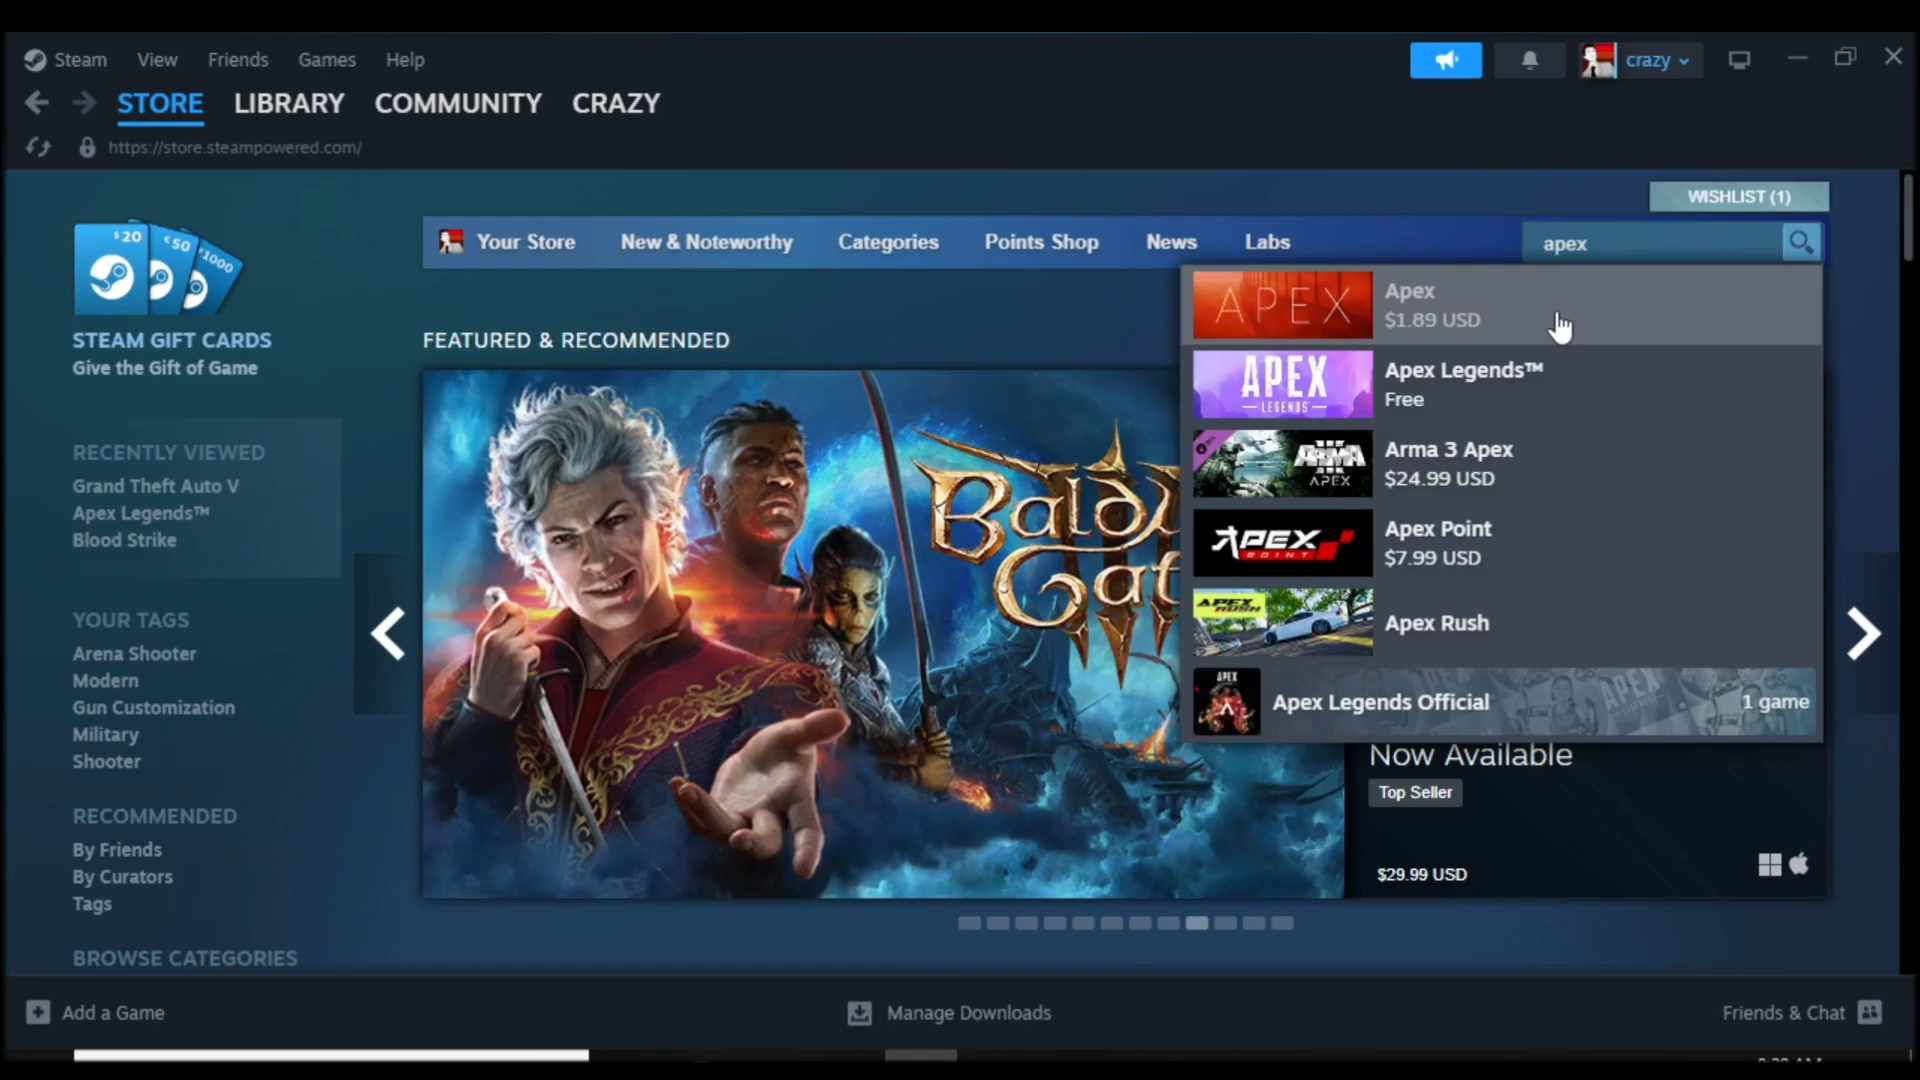 Steam View Friends Games Help
crazy
STORE LIBRARY COMMUNITY CRAZY
https://store.steampowered.com/
WISHLIST (1)
Your Store New & Noteworthy Categories Points Shop News Labs
apex
$20 €50 1000
STEAM GIFT CARDS
Give the Gift of Game
FEATURED & RECOMMENDED
RECENTLY VIEWED
Grand Theft Auto V
Apex Legends™
Blood Strike
YOUR TAGS
Arena Shooter
Modern
Gun Customization
Military
Shooter
RECOMMENDED
By Friends
By Curators
Tags
BROWSE CATEGORIES
APEX
Apex
$1.89 USD
APEX
LEGENDS
Apex Legends™
Free
ARMA III
APEX
Arma 3 Apex
$24.99 USD
APEX
POINT
Apex Point
$7.99 USD
APEX RUSH
Apex Rush
APEX
Apex Legends Official
1 game
Now Available
Top Seller
$29.99 USD
Add a Game
Manage Downloads
Friends & Chat